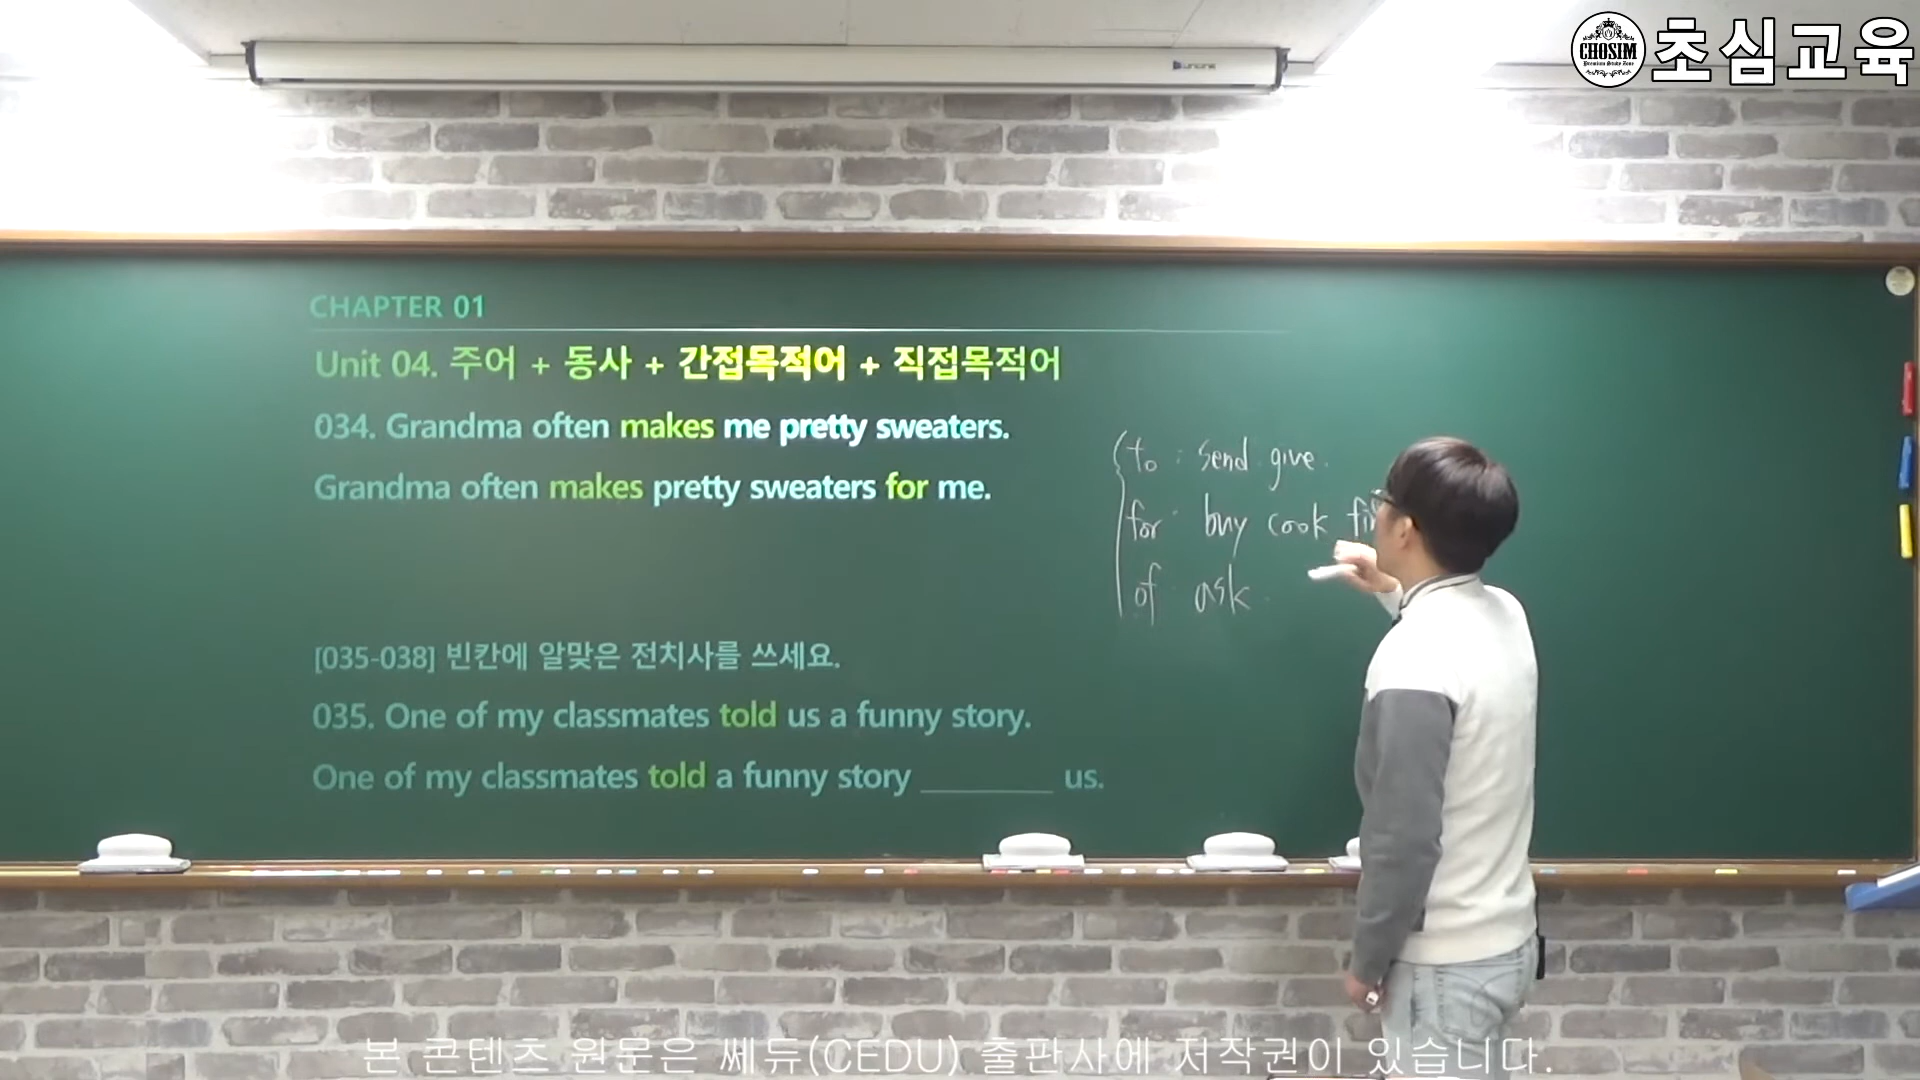 CHOSIM
Premium Study Zone
초심교육
CHAPTER 01
Unit 04. 주어 + 동사 + 간접목적어 + 직접목적어
034. Grandma often makes me pretty sweaters.
Grandma often makes pretty sweaters for me.
to : send give.
for : buy cook
of ask.
[035-038] 빈칸에 알맞은 전치사를 쓰세요.
035. One of my classmates told us a funny story.
One of my classmates told a funny story ________ us.
본 콘텐츠 원문은 쎄듀(CEDU) 출판사에 저작권이 있습니다.